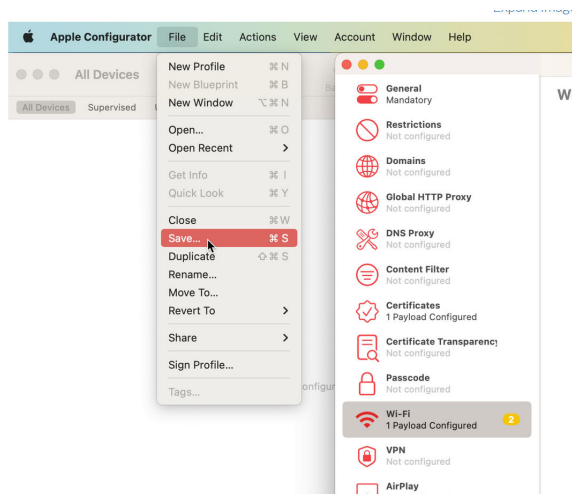 Expand Image
Apple Configurator File Edit Actions View Account Window Help
All Devices
All Devices Supervised
New Profile ⌘ N
New Blueprint ⌘ B
New Window ⌥⌘ N
Open... ⌘ O
Open Recent >
Get Info ⌘ I
Quick Look ⌘ Y
Close ⌘ W
Save... ⌘ S
Duplicate ⇧⌘ S
Rename...
Move To...
Revert To >
Share >
Sign Profile...
Tags...
General
Mandatory
Restrictions
Not configured
Domains
Not configured
Global HTTP Proxy
Not configured
DNS Proxy
Not configured
Content Filter
Not configured
Certificates
1 Payload Configured
Certificate Transparency
Not configured
Passcode
Not configured
Wi-Fi
1 Payload Configured 2
VPN
Not configured
AirPlay
W